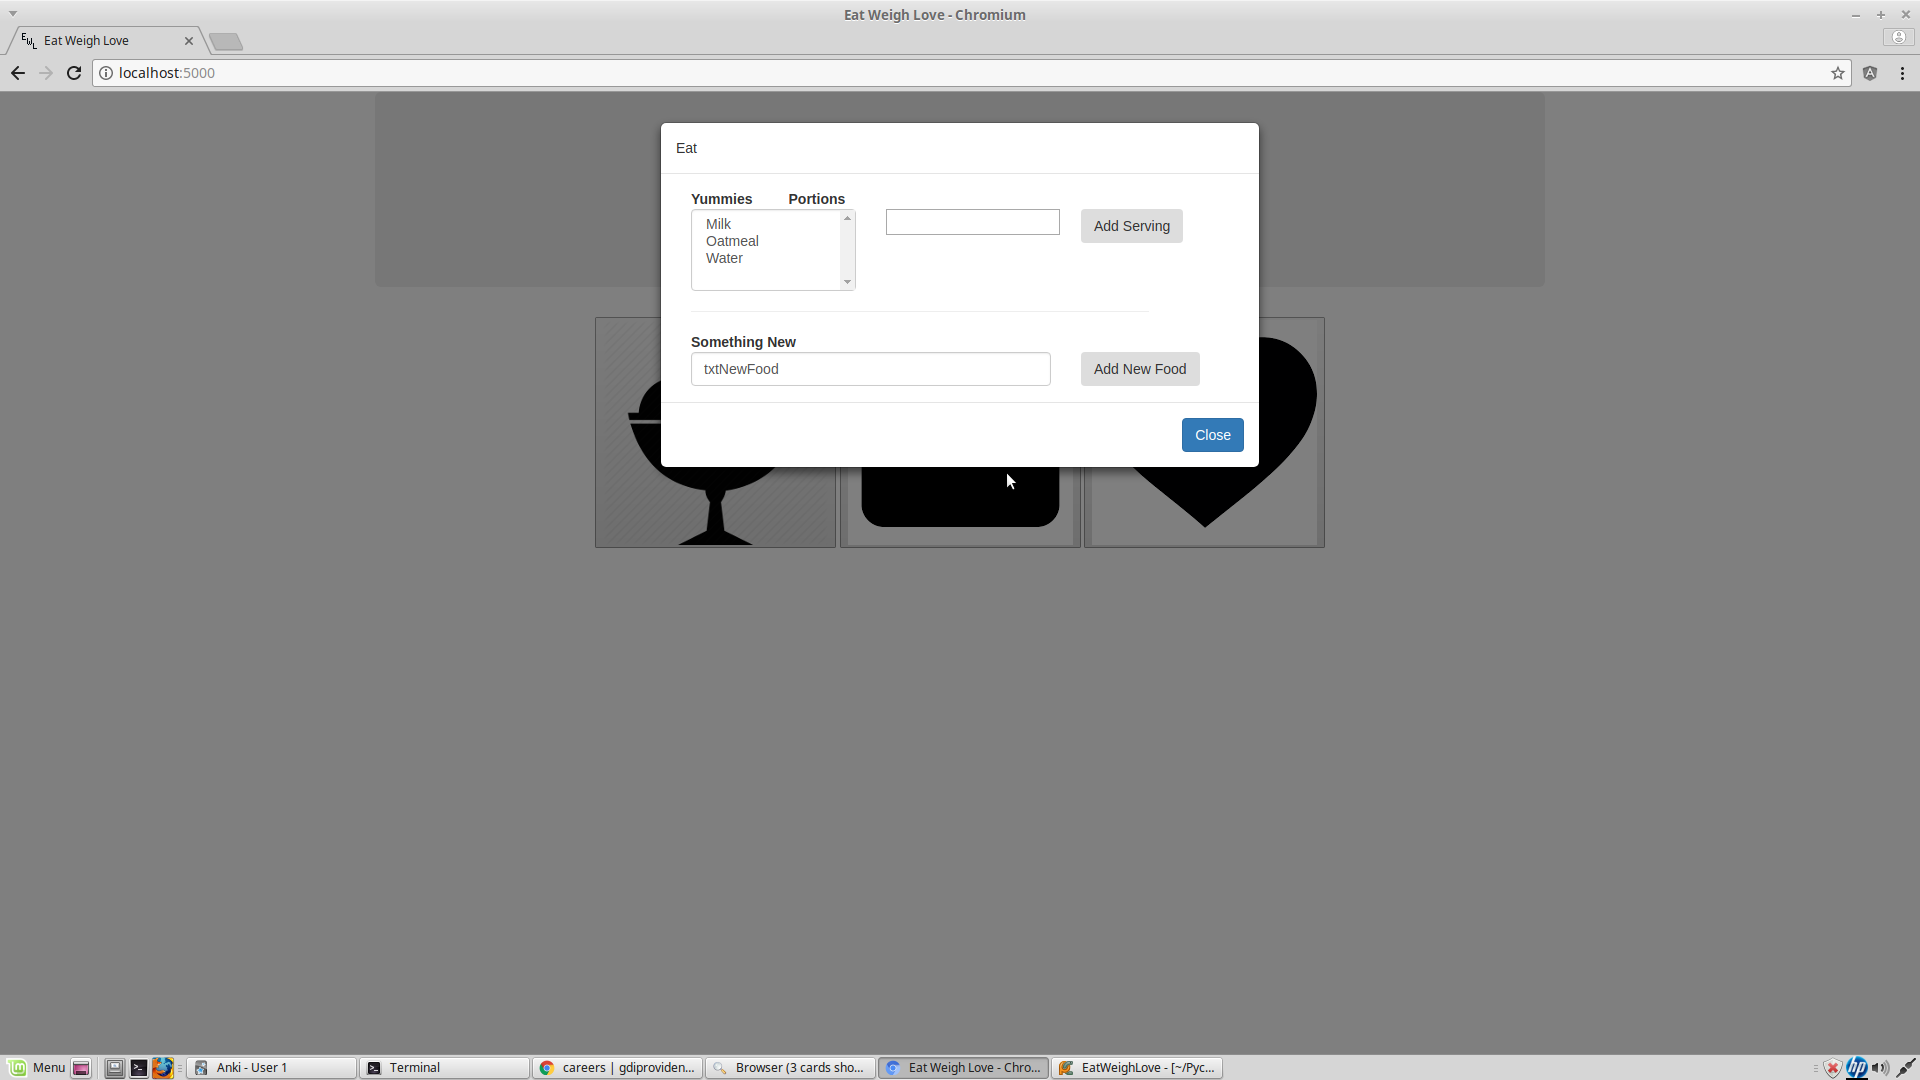 Eat Weigh Love - Chromium
EWL Eat Weigh Love
localhost:5000
Eat
Yummies Portions
Milk
Oatmeal
Water
Add Serving
Something New
txtNewFood
Add New Food
Close
Menu
Anki - User 1
Terminal
careers | gdiproviden...
Browser (3 cards sho...
Eat Weigh Love - Chro...
EatWeighLove - [~/Pyc...
hp